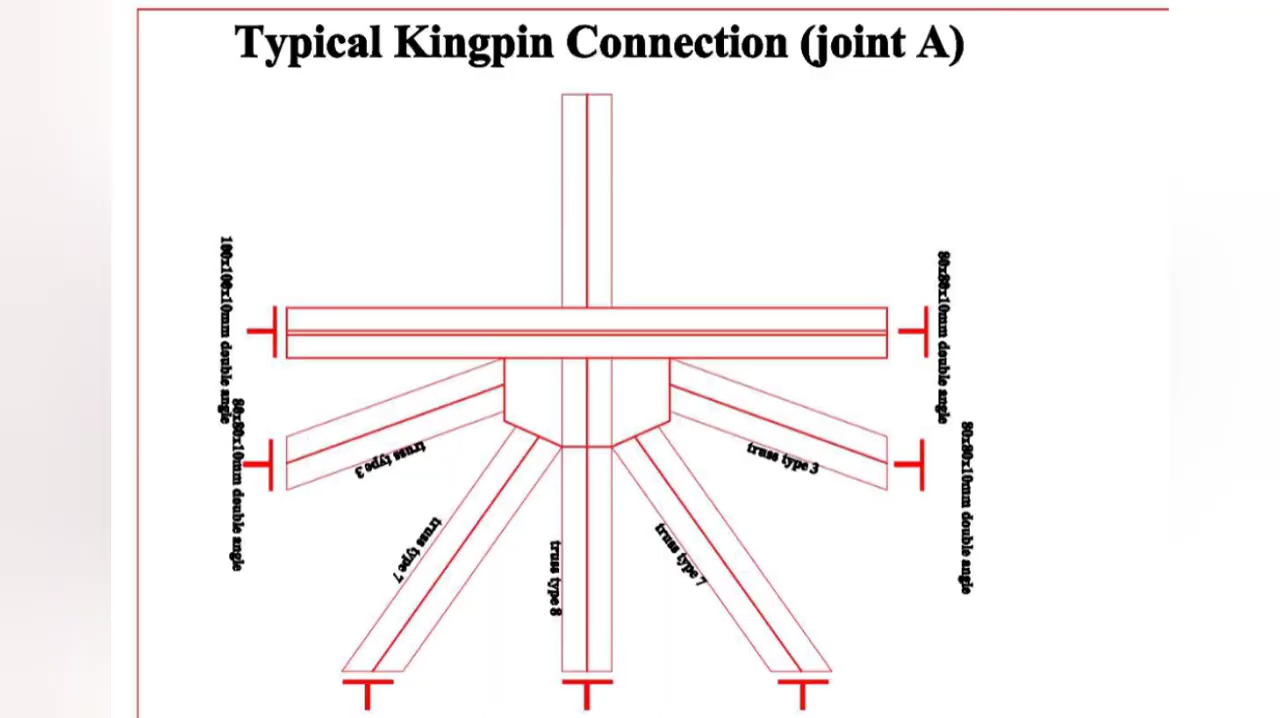 Typical Kingpin Connection (joint A)
100x100x10mm double angle
80x80x10mm double angle
80x80x10mm double angle
80x80x10mm double angle
truss type 3
truss type 3
truss type 7
truss type 8
truss type 7